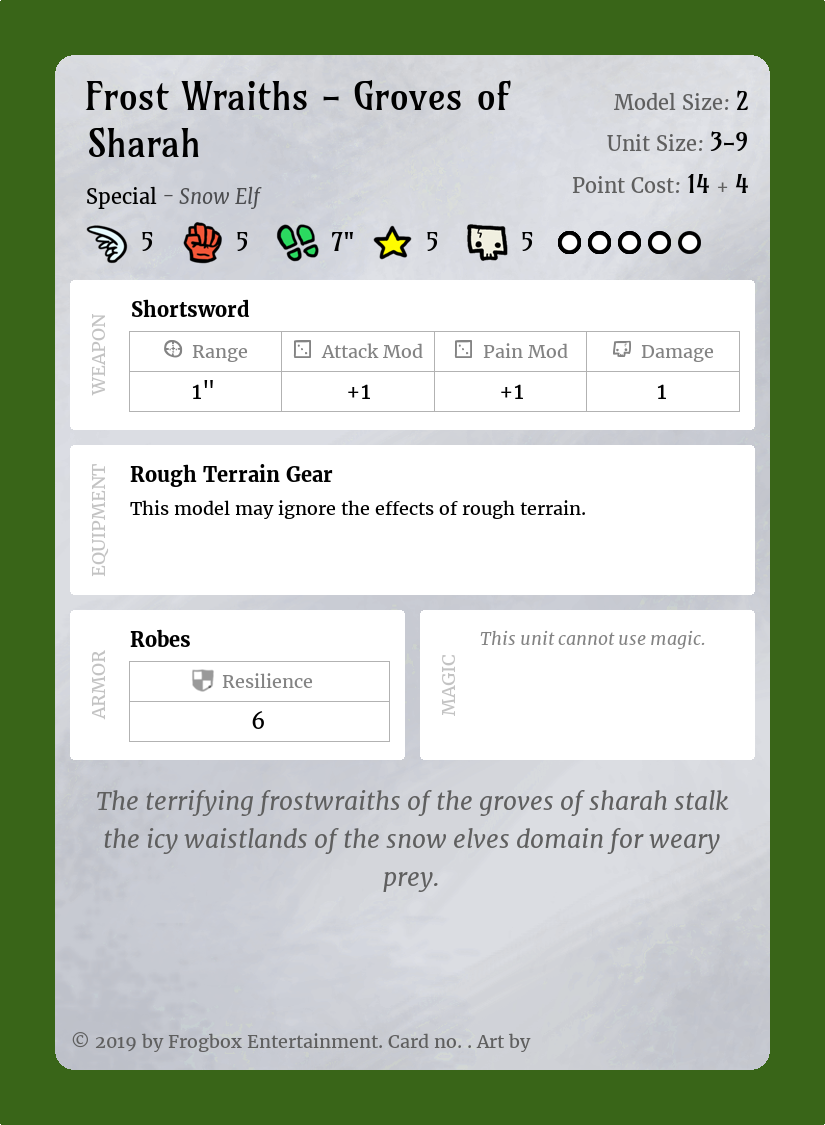 Frost Wraiths – Groves of
Sharah
Model Size: 2
Unit Size: 3–9
Point Cost: 14 + 4
Special – Snow Elf
5 5 7" 5 5
WEAPON
Shortsword
Range Attack Mod Pain Mod Damage
1" +1 +1 1
EQUIPMENT
Rough Terrain Gear
This model may ignore the effects of rough terrain.
ARMOR
Robes
Resilience
6
MAGIC
This unit cannot use magic.
The terrifying frostwraiths of the groves of sharah stalk
the icy waistlands of the snow elves domain for weary
prey.
© 2019 by Frogbox Entertainment. Card no. . Art by